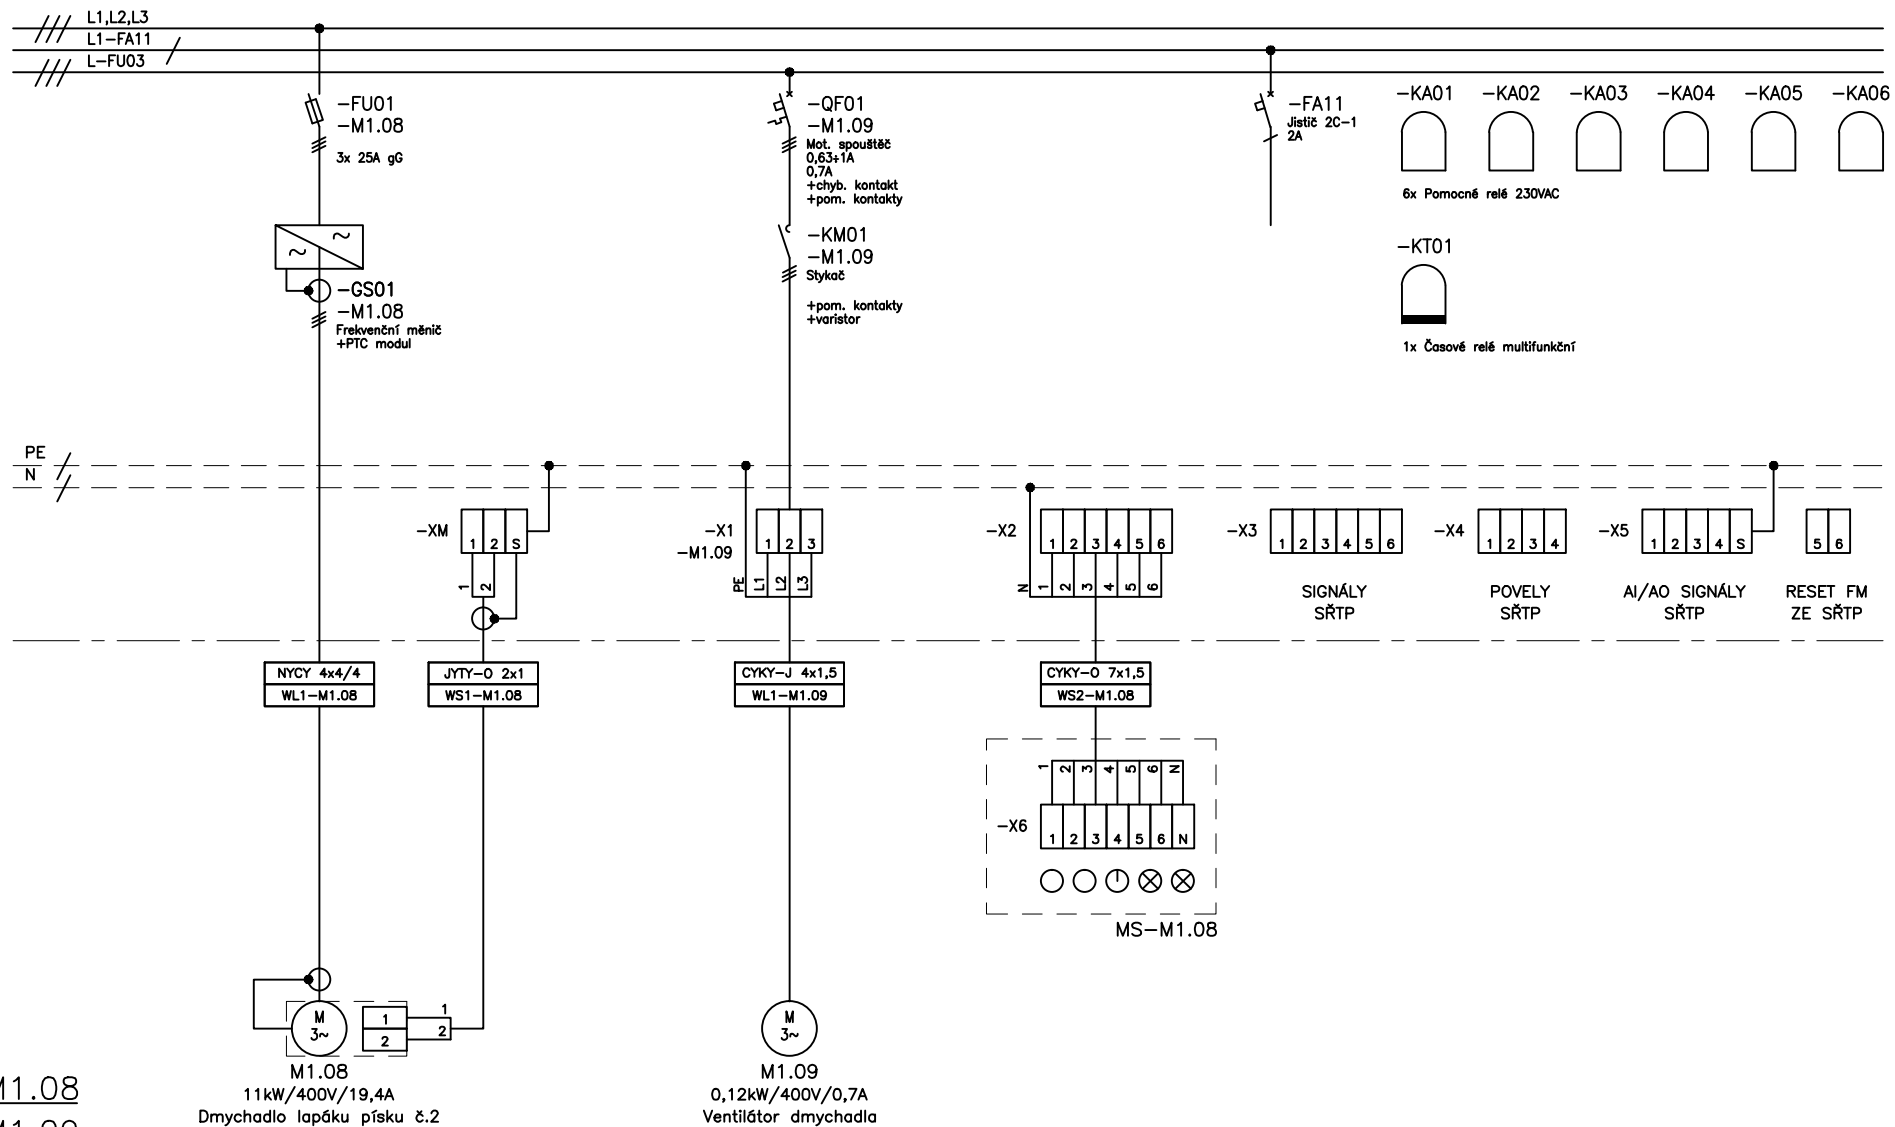 L1,L2,L3
L1-FA11
L-FU03
-FU01
-M1.08
3x 25A gG
-GS01
-M1.08
Frekvenční měnič
+PTC modul
-QF01
-M1.09
Mot. spouštěč
0,63÷1A
0,7A
+chyb. kontakt
+pom. kontakty
-KM01
-M1.09
Stykač
+pom. kontakty
+varistor
-FA11
Jistič 2C-1
2A
-KA01 -KA02 -KA03 -KA04 -KA05 -KA06
6x Pomocné relé 230VAC
-KT01
1x Časové relé multifunkční
PE
N
-XM
1 2 S
1 2
-X1
-M1.09
1 2 3
PE L1 L2 L3
-X2
1 2 3 4 5 6
N 1 2 3 4 5 6
-X3
1 2 3 4 5 6
SIGNÁLY
SŘTP
-X4
1 2 3 4
POVELY
SŘTP
-X5
1 2 3 4 S
AI/AO SIGNÁLY
SŘTP
5 6
RESET FM
ZE SŘTP
NYCY 4x4/4
WL1-M1.08
JYTY-O 2x1
WS1-M1.08
CYKY-J 4x1,5
WL1-M1.09
CYKY-O 7x1,5
WS2-M1.08
1 2 3 4 5 6 N
-X6
1 2 3 4 5 6 N
MS-M1.08
M
3~
1
2
1
2
M1.08
11kW/400V/19,4A
Dmychadlo lapáku písku č.2
M
3~
M1.09
0,12kW/400V/0,7A
Ventilátor dmychadla
M1.08